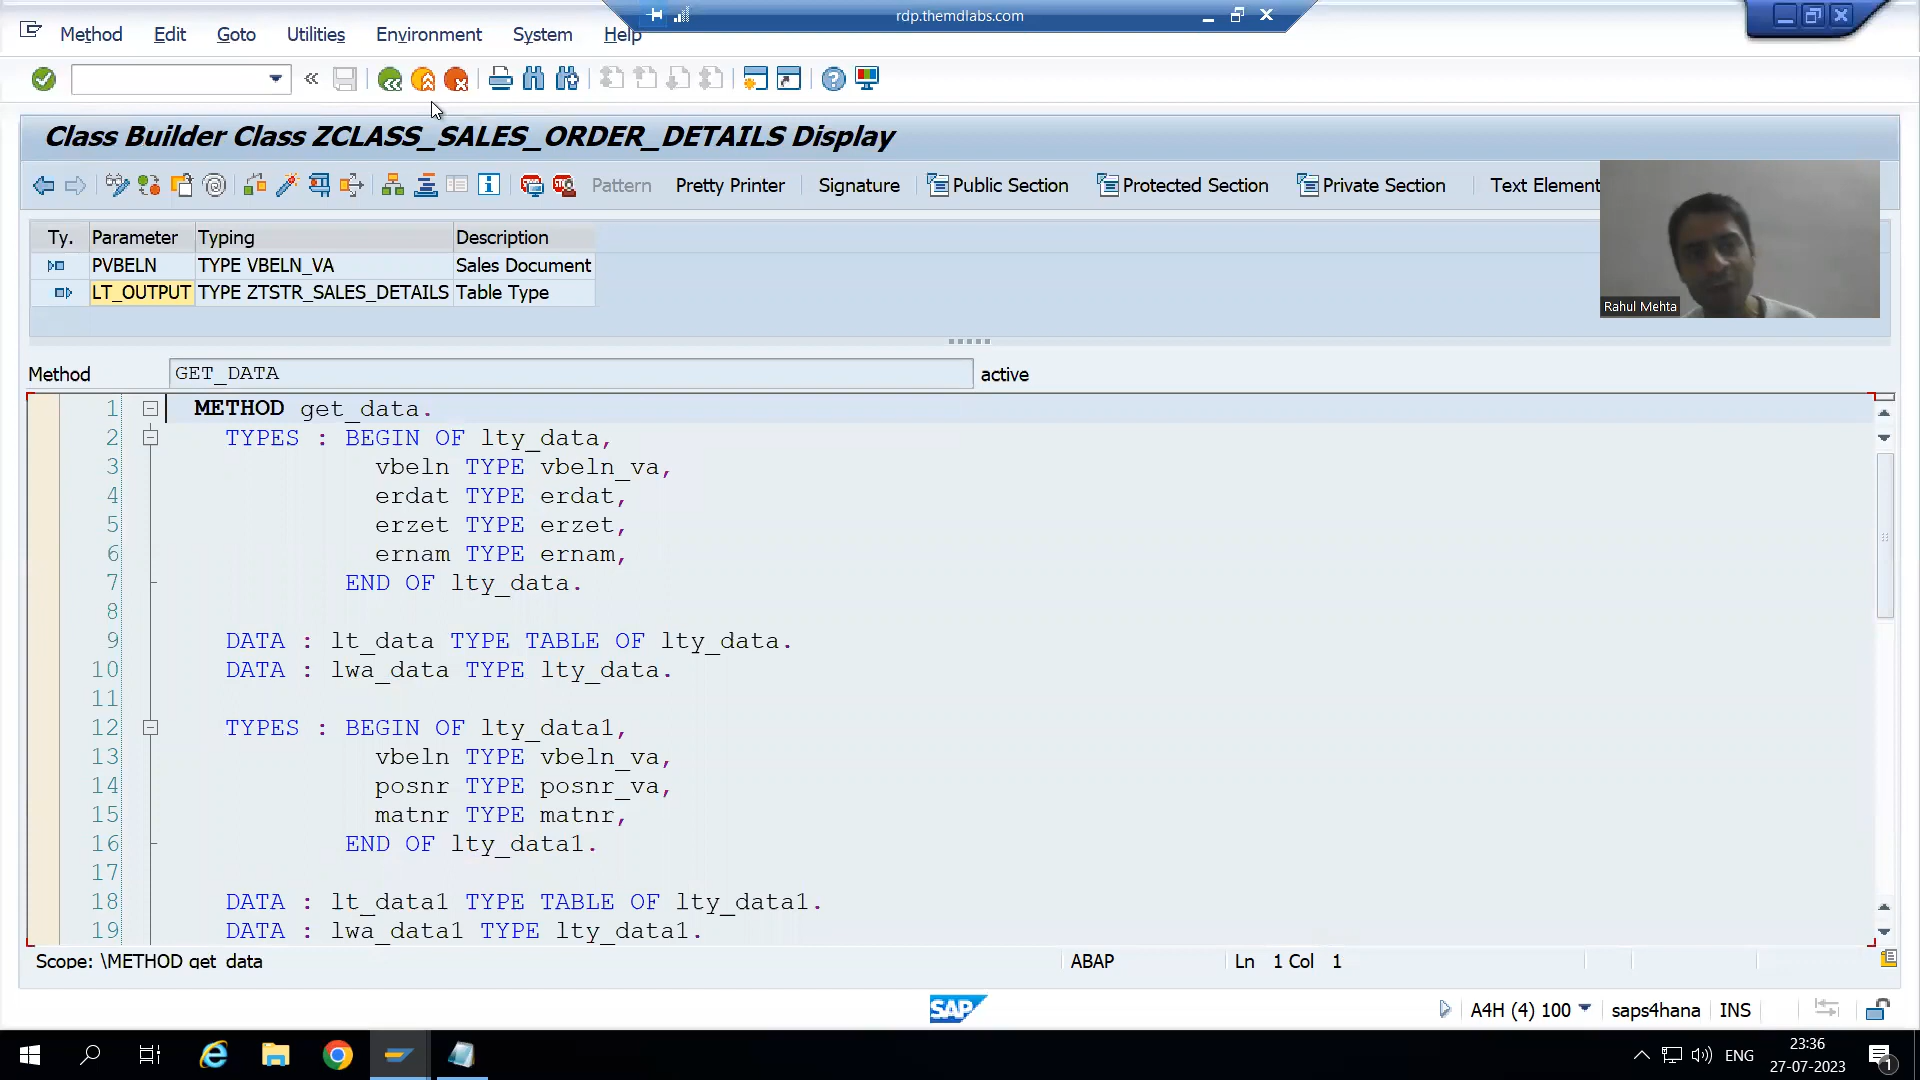 rdp.themdlabs.com
Method Edit Goto Utilities Environment System Help
Class Builder Class ZCLASS_SALES_ORDER_DETAILS Display
Pattern Pretty Printer Signature Public Section Protected Section Private Section Text Element
Ty. Parameter Typing Description
PVBELN TYPE VBELN_VA Sales Document
LT_OUTPUT TYPE ZTSTR_SALES_DETAILS Table Type
Rahul Mehta
Method GET_DATA active
1 METHOD get_data.
2 TYPES : BEGIN OF lty_data,
3 vbeln TYPE vbeln_va,
4 erdat TYPE erdat,
5 erzet TYPE erzet,
6 ernam TYPE ernam,
7 END OF lty_data.
8
9 DATA : lt_data TYPE TABLE OF lty_data.
10 DATA : lwa_data TYPE lty_data.
11
12 TYPES : BEGIN OF lty_data1,
13 vbeln TYPE vbeln_va,
14 posnr TYPE posnr_va,
15 matnr TYPE matnr,
16 END OF lty_data1.
17
18 DATA : lt_data1 TYPE TABLE OF lty_data1.
19 DATA : lwa_data1 TYPE lty_data1.
Scope: \METHOD get_data ABAP Ln 1 Col 1
SAP A4H (4) 100 saps4hana INS
ENG 23:36
27-07-2023 1